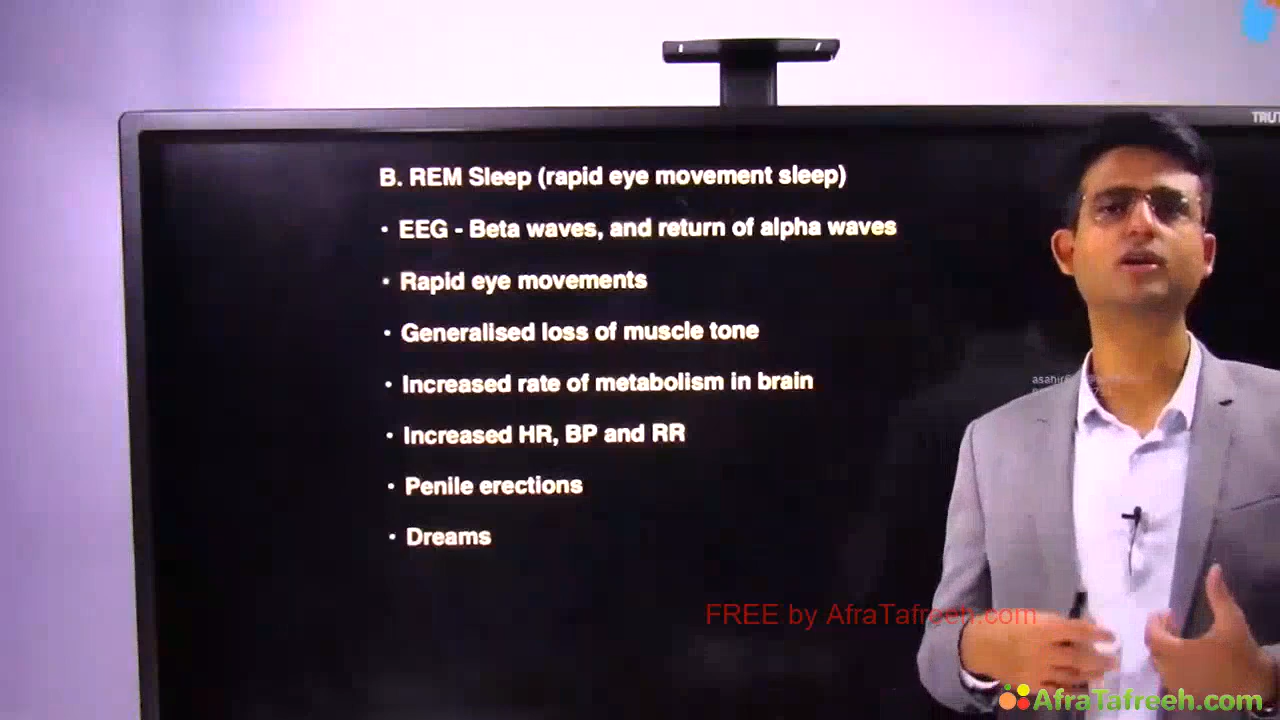 TRUT
B. REM Sleep (rapid eye movement sleep)
• EEG - Beta waves, and return of alpha waves
• Rapid eye movements
• Generalised loss of muscle tone
• Increased rate of metabolism in brain
• Increased HR, BP and RR
• Penile erections
• Dreams
FREE by AfraTafreeh.com
AfraTafreeh.com